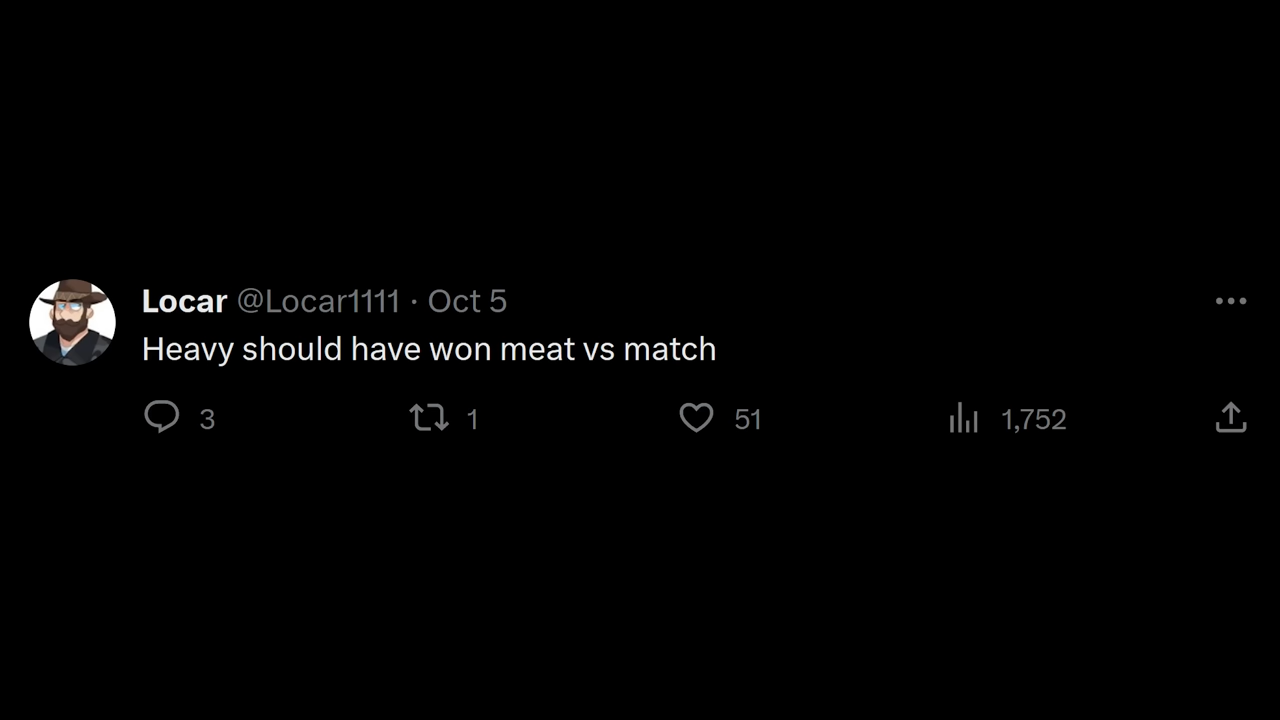 Locar @Locar1111 · Oct 5
Heavy should have won meat vs match
3 1 51 1,752